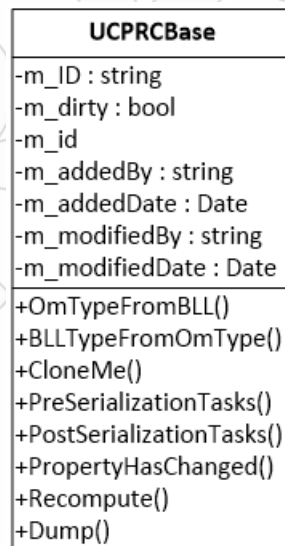 UCPRCBase
-m_ID : string
-m_dirty : bool
-m_id
-m_addedBy : string
-m_addedDate : Date
-m_modifiedBy : string
-m_modifiedDate : Date
+OmTypeFromBLL()
+BLLTypeFromOmType()
+CloneMe()
+PreSerializationTasks()
+PostSerializationTasks()
+PropertyHasChanged()
+Recompute()
+Dump()